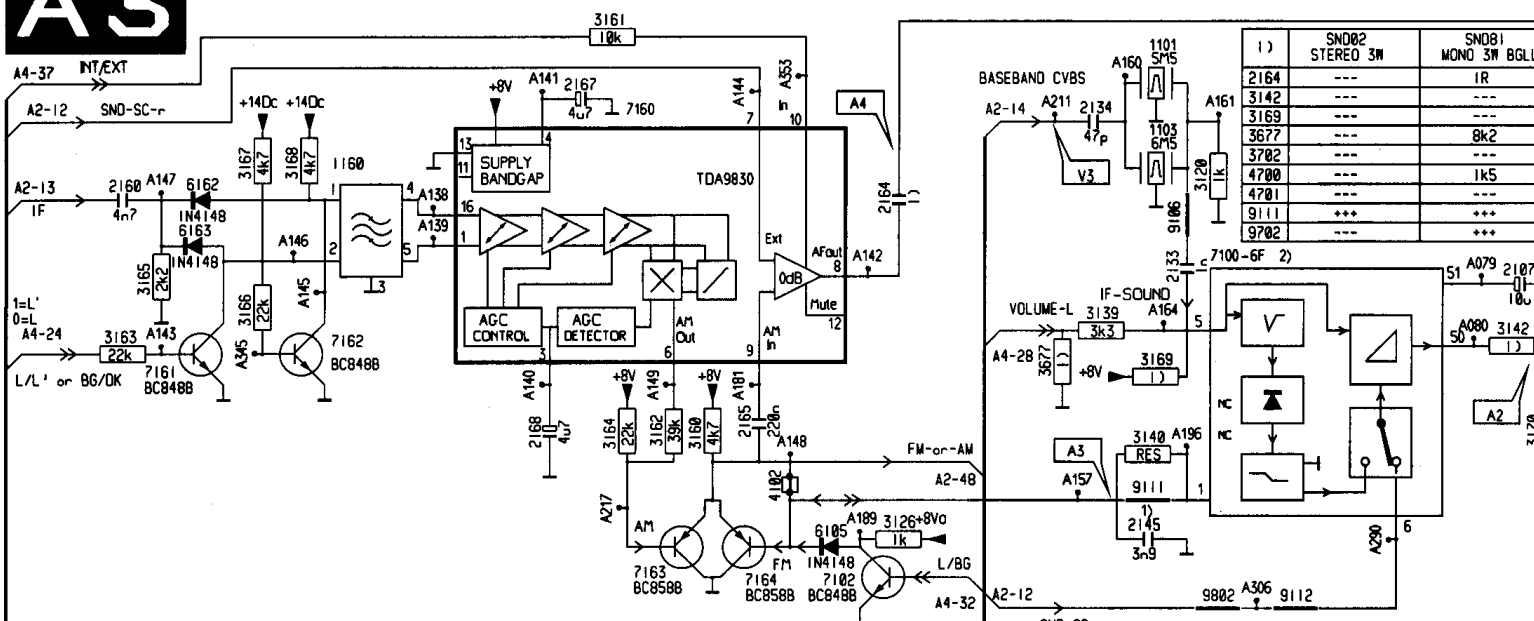 A3
A4-37
INT/EXT
3161
10k
A2-12
SND-SC-r
+14Dc
+14Dc
3167
4k7
3168
4k7
A2-13
IF
2160
4n7
A147
6162
1N4148
6163
1N4148
3165
2k2
A146
3166
22k
A145
1=L'
0=L
A4-24
3163
22k
A143
L/L' or BG/DK
7161
BC848B
A345
7162
BC848B
1160
1
2
3
4
5
A138
A139
+8V
A141
2167
4u7
7160
13
11
4
16
1
SUPPLY
BANDGAP
TDA9830
AGC
CONTROL
AGC
DETECTOR
AM
Out
AM
In
Ext
0dB
AFout
8
Mute
12
3
6
9
7
10
In
A144
A353
A142
A4
2164
1)
A140
2168
4u7
A149
+8V
+8V
A181
3164
22k
3162
39k
3160
4k7
2165
220n
A148
4102
A217
AM
7163
BC858B
7164
BC858B
FM
6105
1N4148
A189
3126
1k
+8Va
7102
BC848B
L/BG
A4-32
FM-or-AM
A2-48
BASEBAND CVBS
A2-14
A211
2134
47p
V3
A160
1101
5M5
1103
6M5
A161
3120
1k
9106
2133
VOLUME-L
A4-28
IF-SOUND
3139
3k3
A164
3677
1)
3169
1)
+8V
A3
A157
3140
RES
A196
9111
1)
2145
3n9
5
1
NC
NC
7100-6F 2)
51
A079
2107
10u
50
A080
3142
1)
A2
3170
6
A290
A2-12
9802
A306
9112
1) SND02 STEREO 3W SND81 MONO 3W BGLL
2164 --- 1R
3142 --- ---
3169 --- ---
3677 --- 8k2
3702 --- ---
4700 --- 1k5
4701 --- ---
9111 +++ +++
9702 --- +++